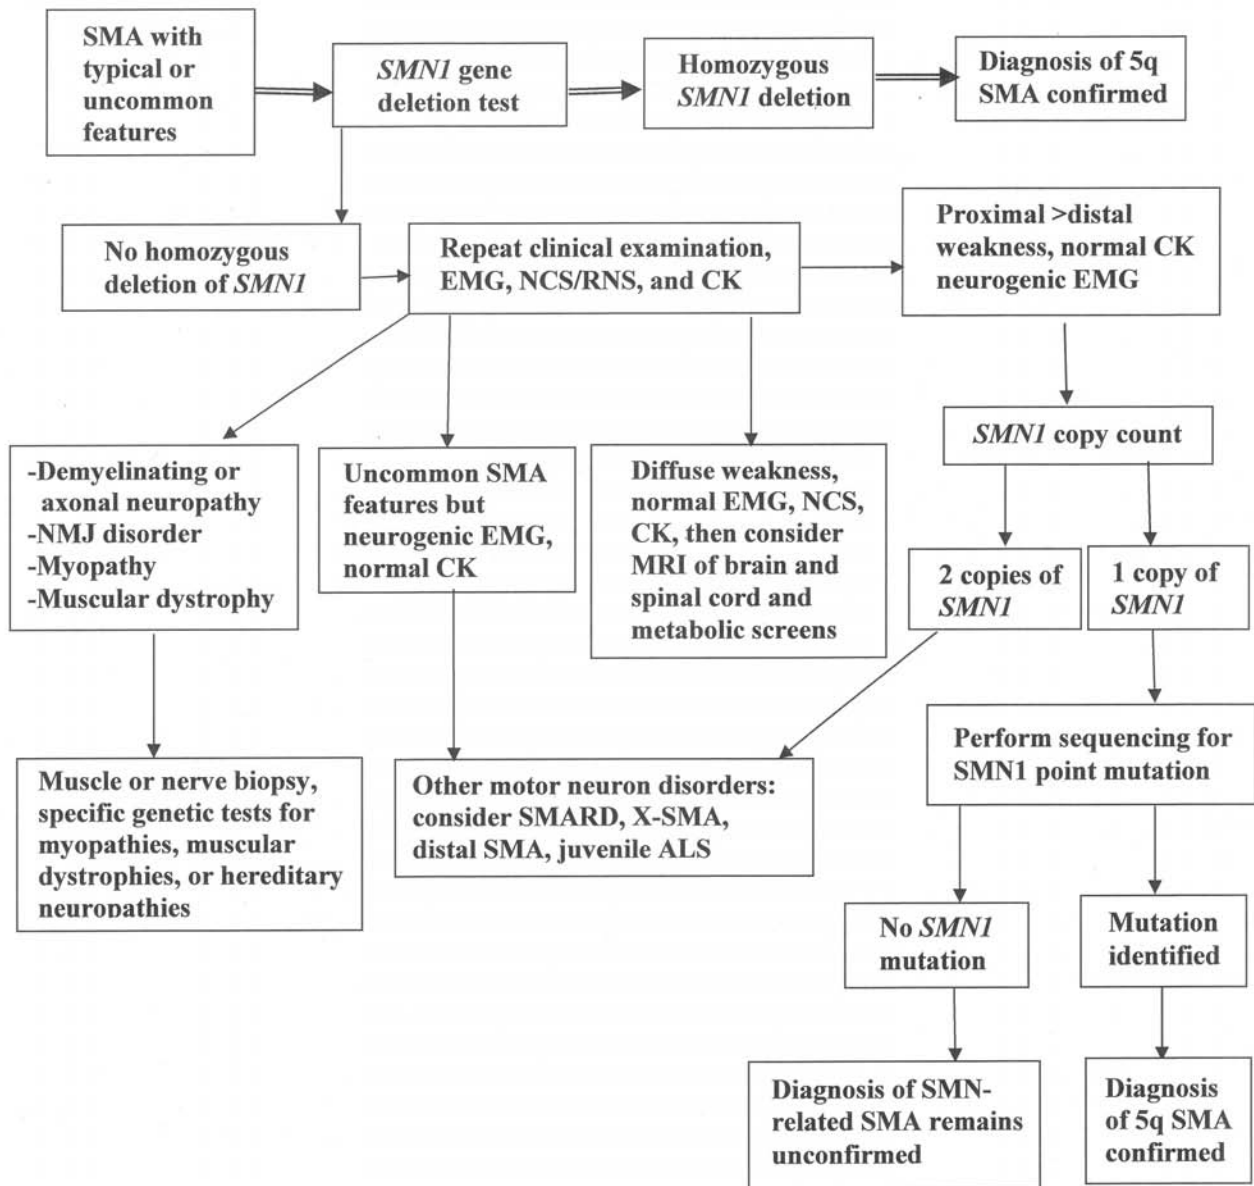 SMA with
typical or
uncommon
features
SMN1 gene
deletion test
Homozygous
SMN1 deletion
Diagnosis of 5q
SMA confirmed
No homozygous
deletion of SMN1
Repeat clinical examination,
EMG, NCS/RNS, and CK
Proximal >distal
weakness, normal CK
neurogenic EMG
SMN1 copy count
-Demyelinating or
axonal neuropathy
-NMJ disorder
-Myopathy
-Muscular dystrophy
Uncommon SMA
features but
neurogenic EMG,
normal CK
Diffuse weakness,
normal EMG, NCS,
CK, then consider
MRI of brain and
spinal cord and
metabolic screens
2 copies of
SMN1
1 copy of
SMN1
Muscle or nerve biopsy,
specific genetic tests for
myopathies, muscular
dystrophies, or hereditary
neuropathies
Other motor neuron disorders:
consider SMARD, X-SMA,
distal SMA, juvenile ALS
Perform sequencing for
SMN1 point mutation
No SMN1
mutation
Mutation
identified
Diagnosis of SMN-
related SMA remains
unconfirmed
Diagnosis
of 5q SMA
confirmed